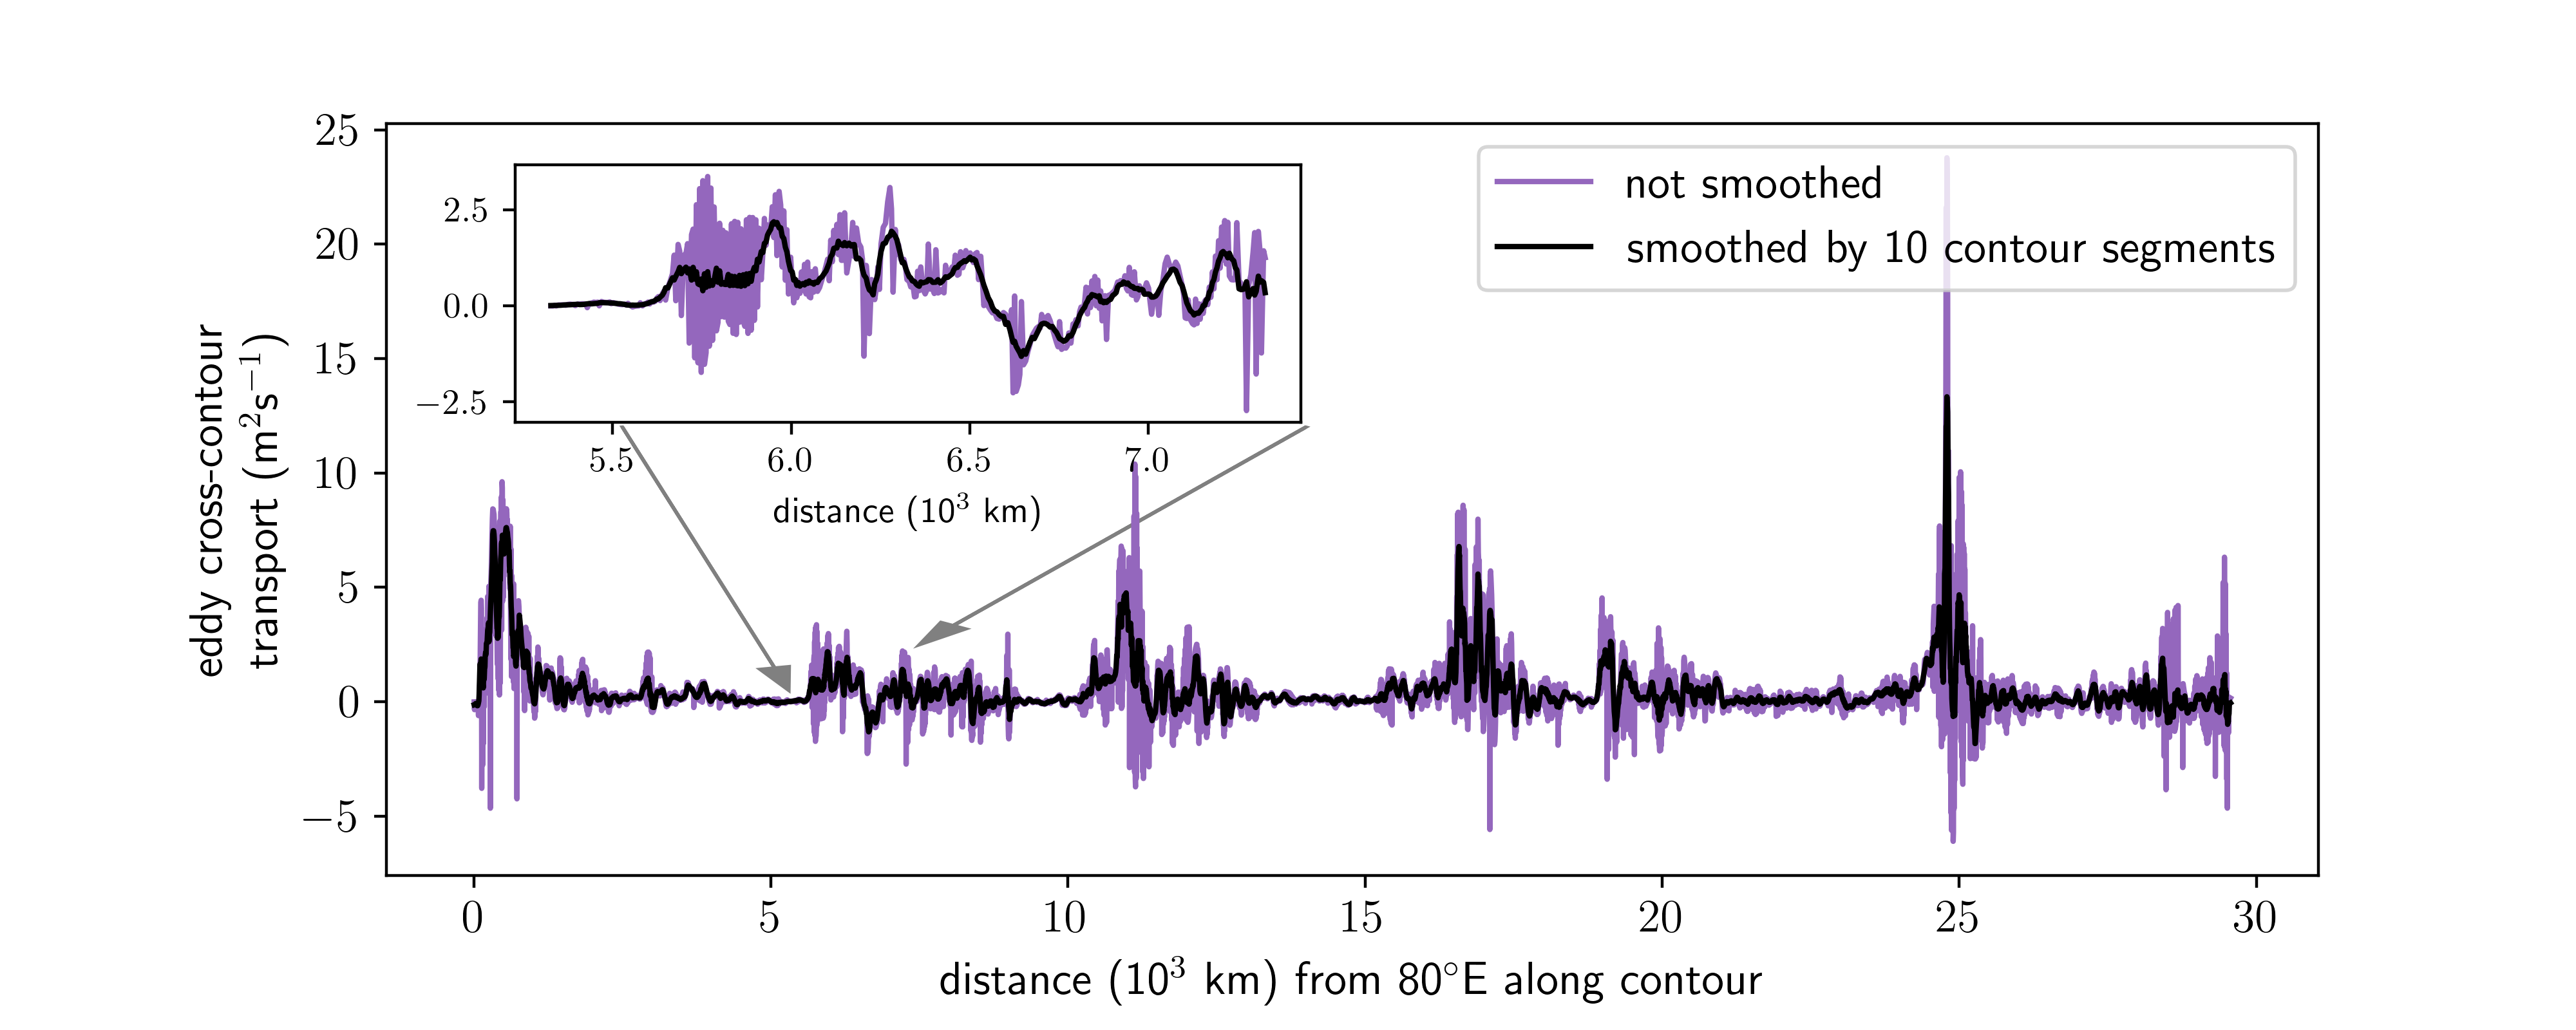 25
20
15
10
5
0
−5
eddy cross-contour
transport (m²s⁻¹)
2.5
0.0
−2.5
5.5 6.0 6.5 7.0
distance (10³ km)
not smoothed
smoothed by 10 contour segments
0 5 10 15 20 25 30
distance (10³ km) from 80°E along contour